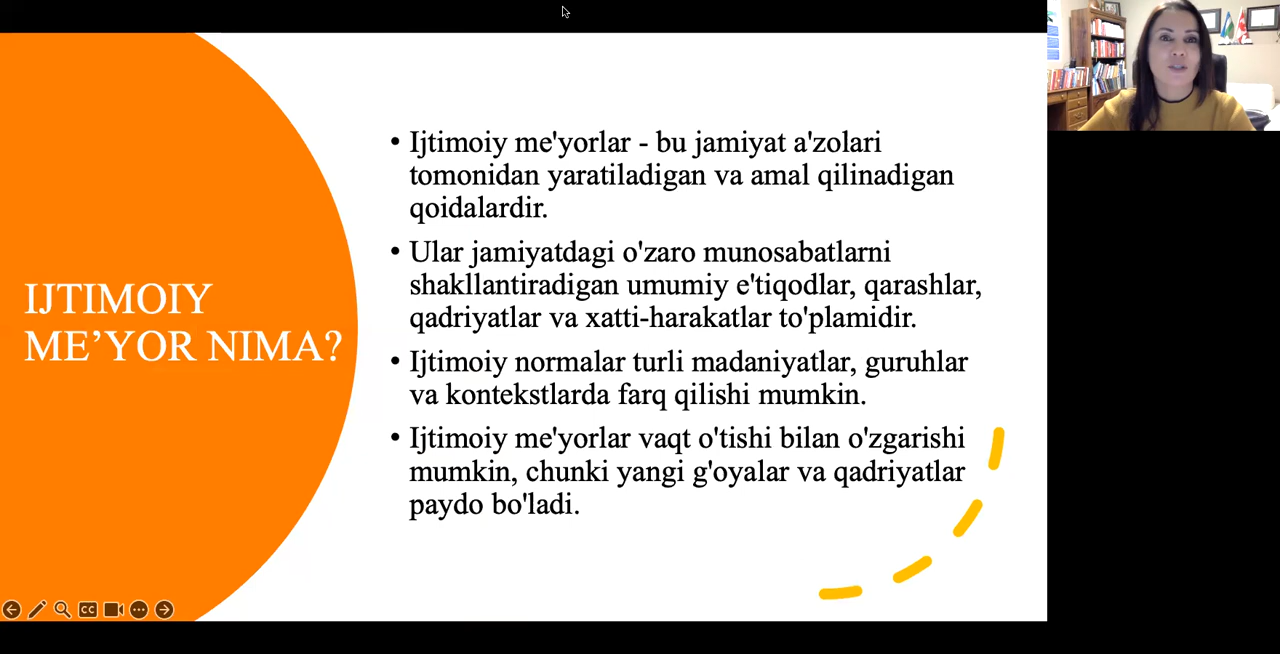 IJTIMOIY
ME’YOR NIMA?
• Ijtimoiy me'yorlar - bu jamiyat a'zolari
tomonidan yaratiladigan va amal qilinadigan
qoidalardir.
• Ular jamiyatdagi o'zaro munosabatlarni
shakllantiradigan umumiy e'tiqodlar, qarashlar,
qadriyatlar va xatti-harakatlar to'plamidir.
• Ijtimoiy normalar turli madaniyatlar, guruhlar
va kontekstlarda farq qilishi mumkin.
• Ijtimoiy me'yorlar vaqt o'tishi bilan o'zgarishi
mumkin, chunki yangi g'oyalar va qadriyatlar
paydo bo'ladi.
CC